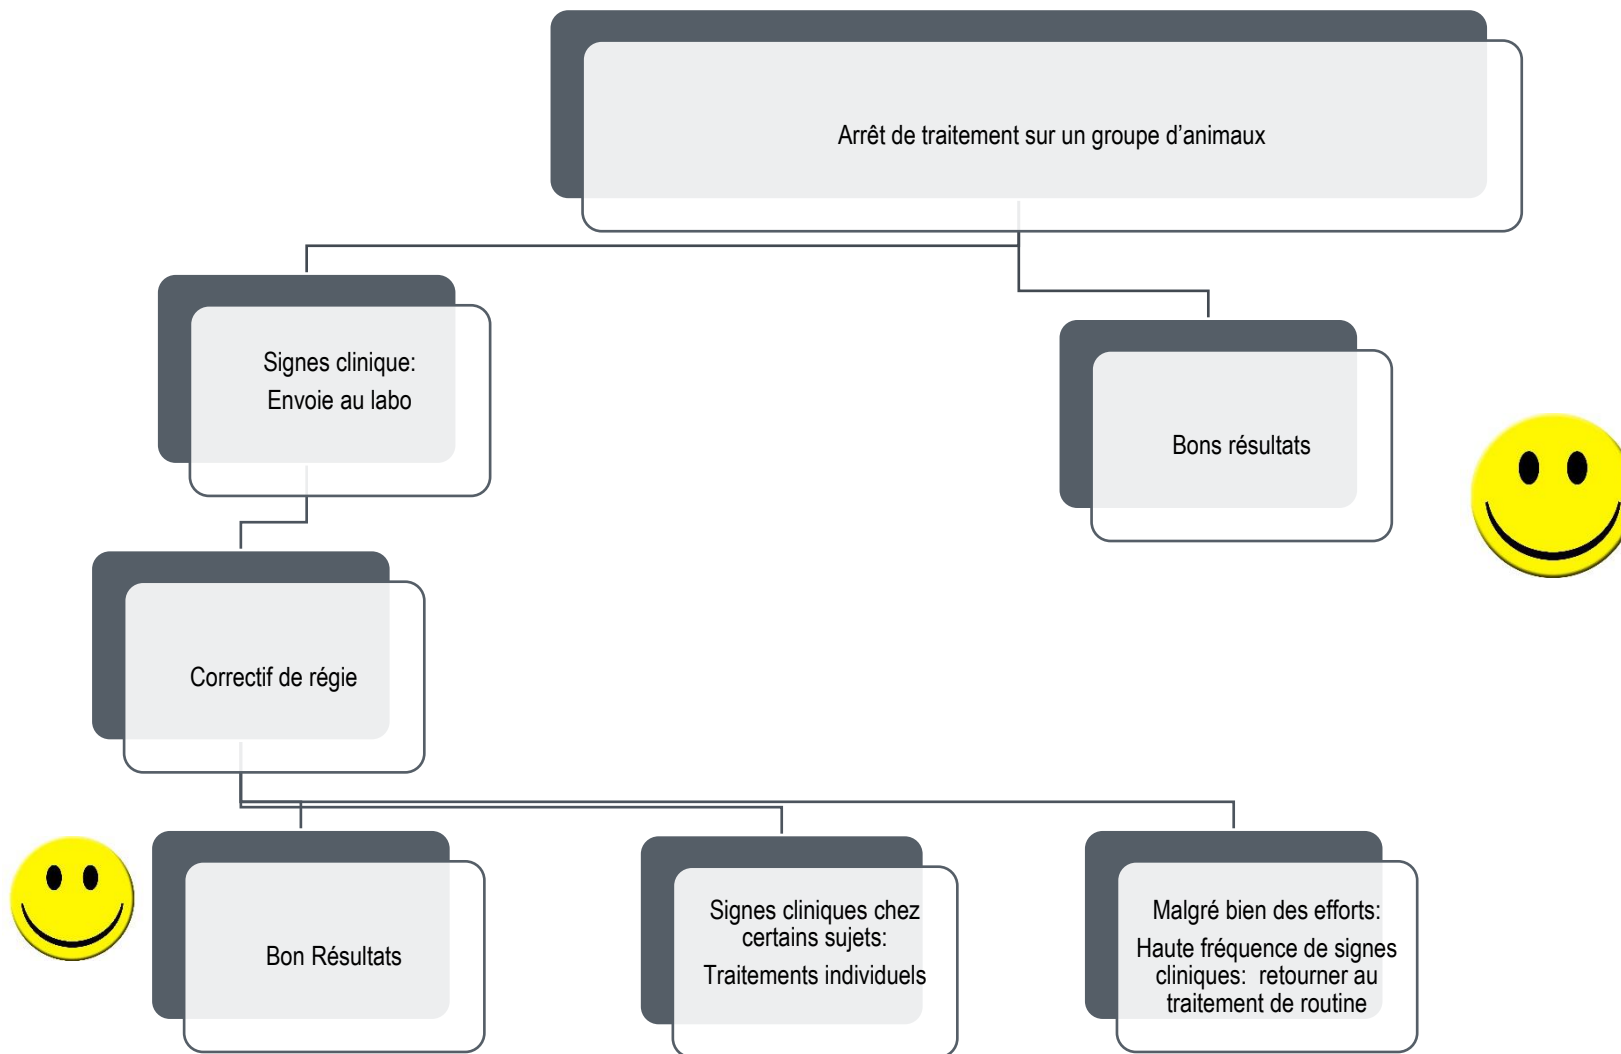 Arrêt de traitement sur un groupe d’animaux
Signes clinique:
Envoie au labo
Bons résultats
Correctif de régie
Bon Résultats
Signes cliniques chez
certains sujets:
Traitements individuels
Malgré bien des efforts:
Haute fréquence de signes
cliniques:  retourner au
traitement de routine